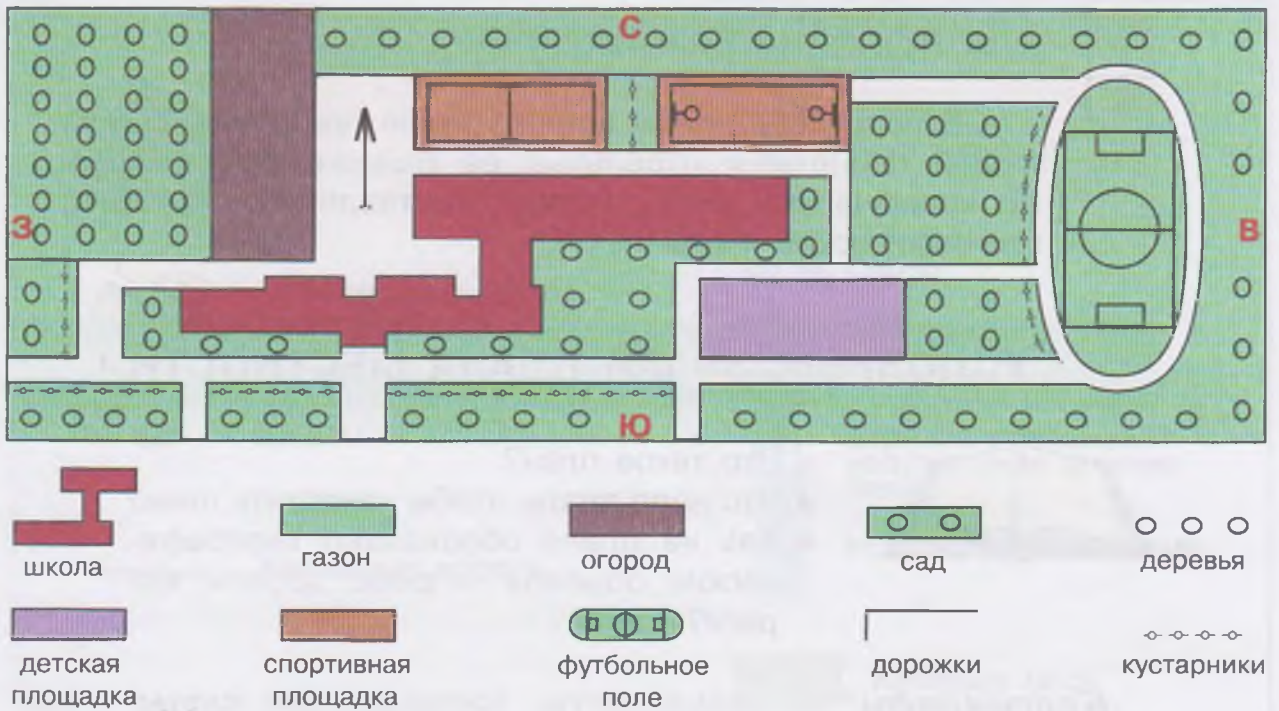 С
З
В
Ю
школа
газон
огород
сад
деревья
детская
площадка
спортивная
площадка
футбольное
поле
дорожки
кустарники